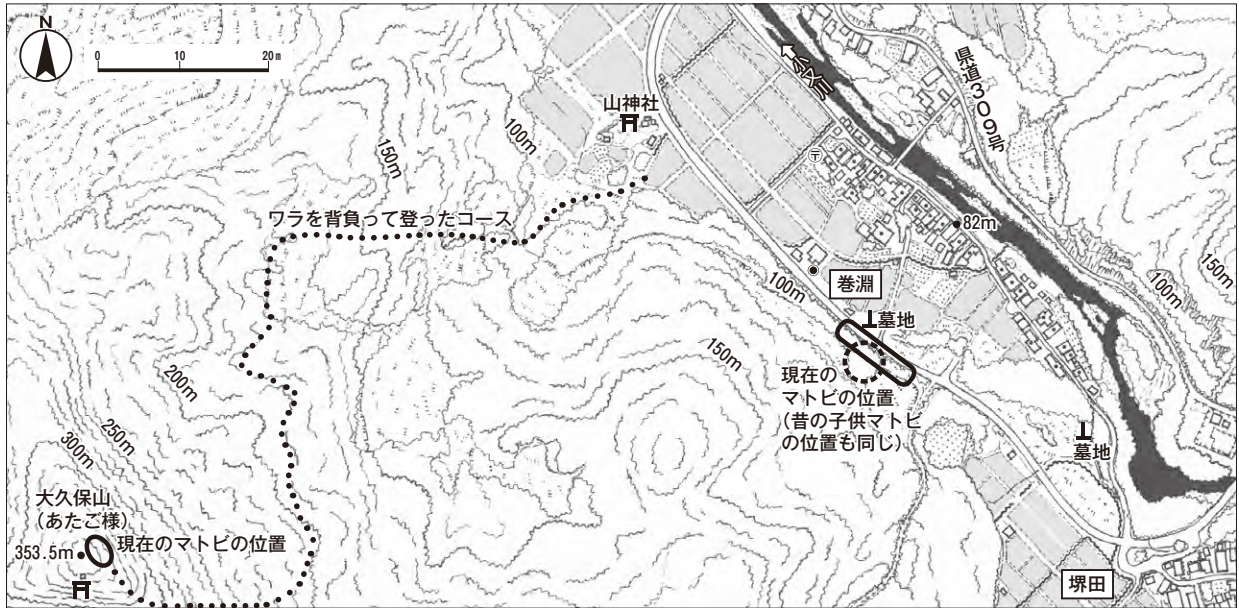 N
0 10 20m
小又川
県道309号
山神社
100m
150m
ワラを背負って登ったコース
82m
150m
100m
巻淵
100m
墓地
150m
現在の
マトビの位置
(昔の子供マトビ
の位置も同じ)
墓地
200m
250m
300m
大久保山
(あたご様)
現在のマトビの位置
353.5m
堺田